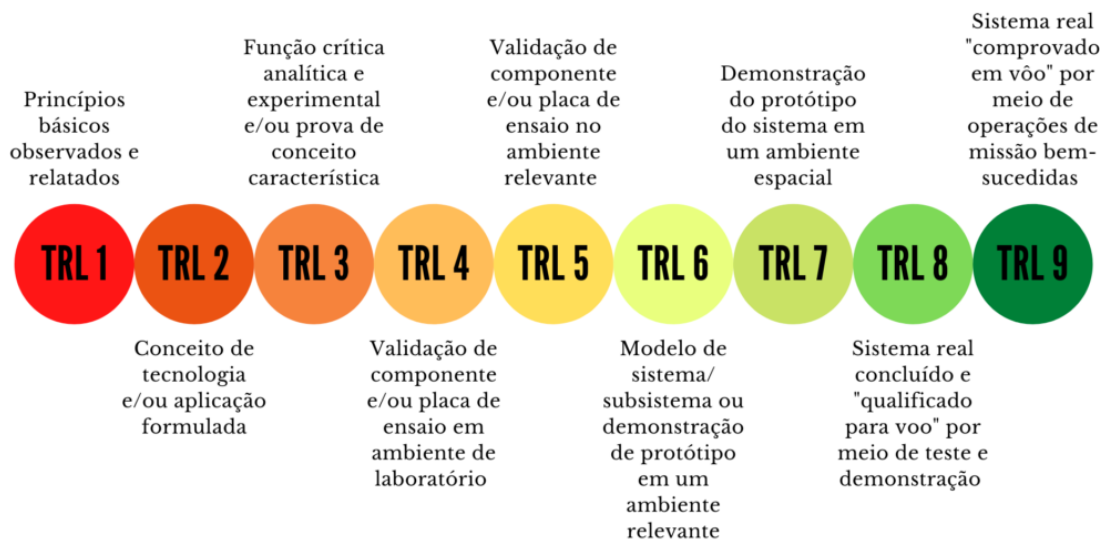 Princípios
básicos
observados e
relatados
TRL 1
Conceito de
tecnologia
e/ou aplicação
formulada
TRL 2
Função crítica
analítica e
experimental
e/ou prova de
conceito
característica
TRL 3
Validação de
componente
e/ou placa de
ensaio em
ambiente de
laboratório
TRL 4
Validação de
componente
e/ou placa de
ensaio no
ambiente
relevante
TRL 5
Modelo de
sistema/
subsistema ou
demonstração
de protótipo
em um
ambiente
relevante
TRL 6
Demonstração
do protótipo
do sistema em
um ambiente
espacial
TRL 7
Sistema real
concluído e
"qualificado
para voo" por
meio de teste e
demonstração
TRL 8
Sistema real
"comprovado
em vôo" por
meio de
operações de
missão bem-
sucedidas
TRL 9